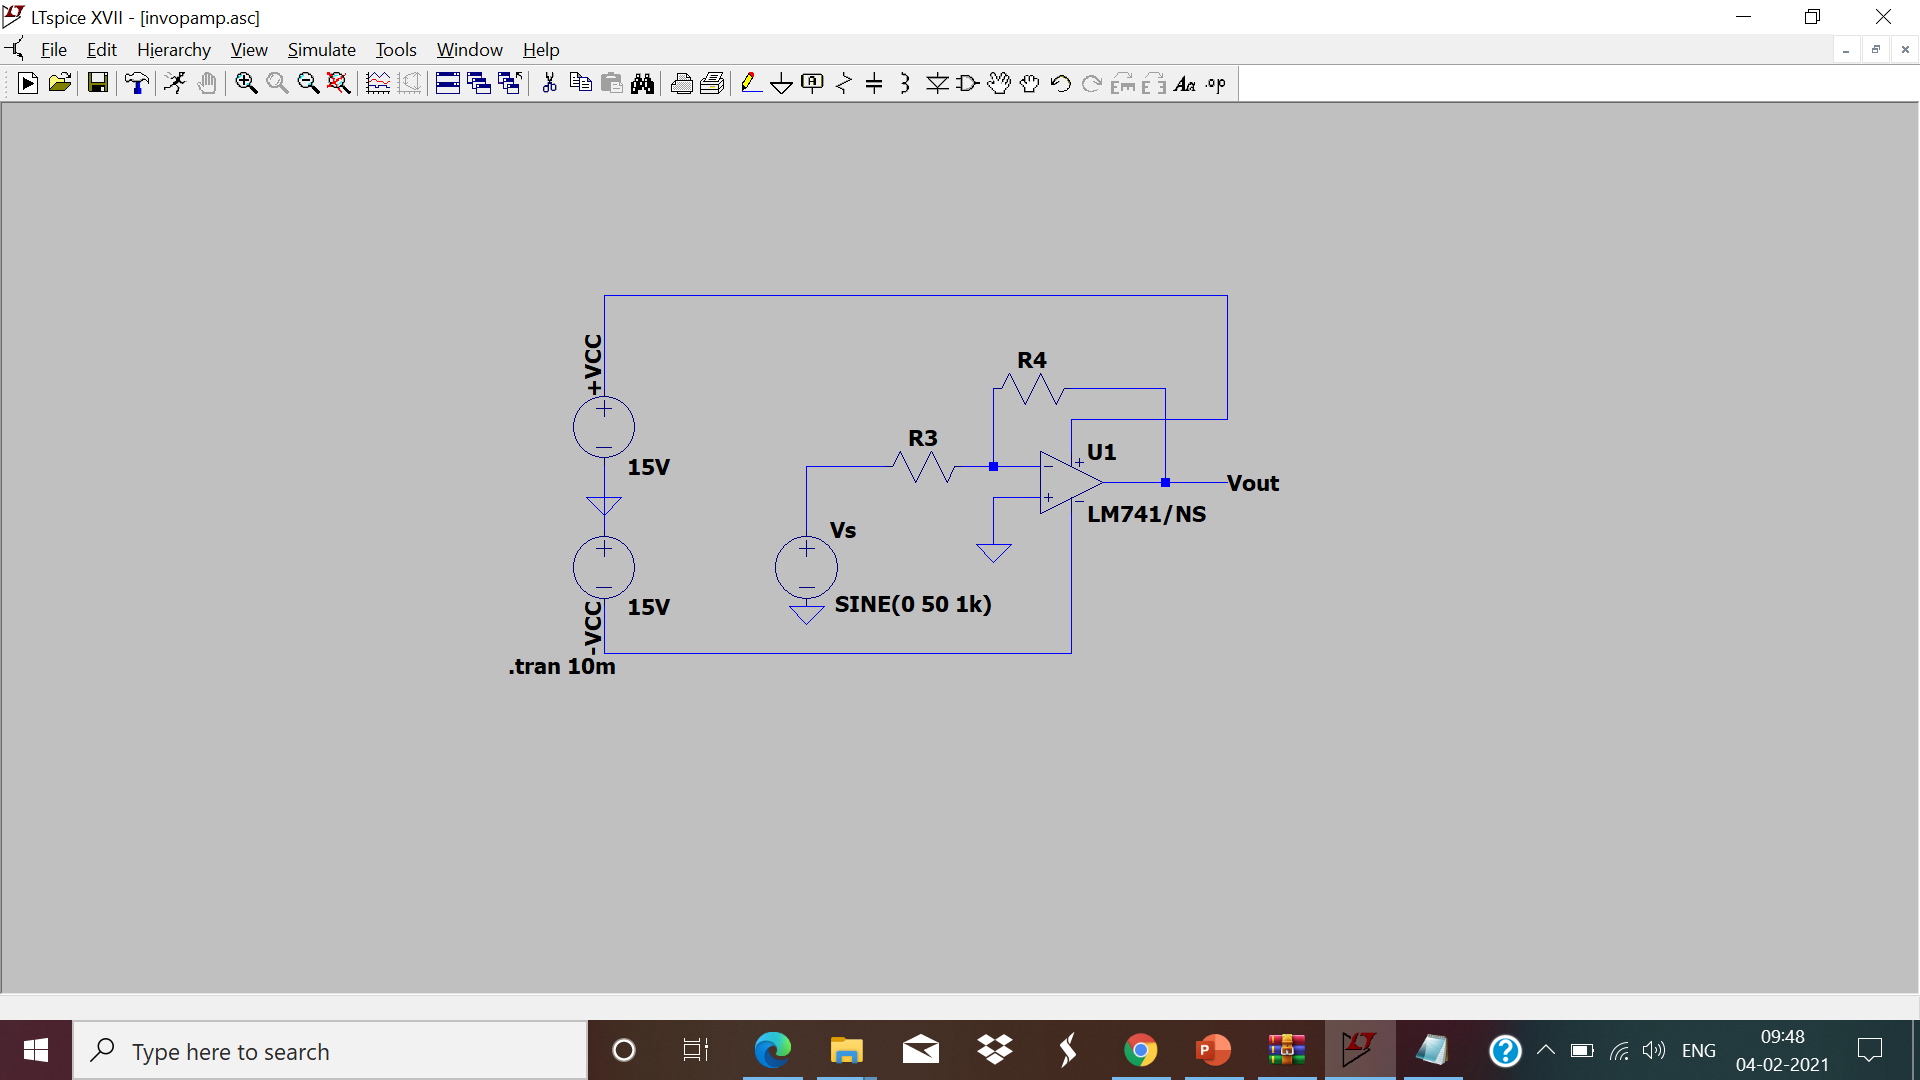 LTspice XVII - [invopamp.asc]
File Edit Hierarchy View Simulate Tools Window Help
.op
+VCC
15V
R4
R3
U1
Vout
LM741/NS
Vs
SINE(0 50 1k)
15V
-VCC
.tran 10m
Type here to search
ENG
09:48
04-02-2021